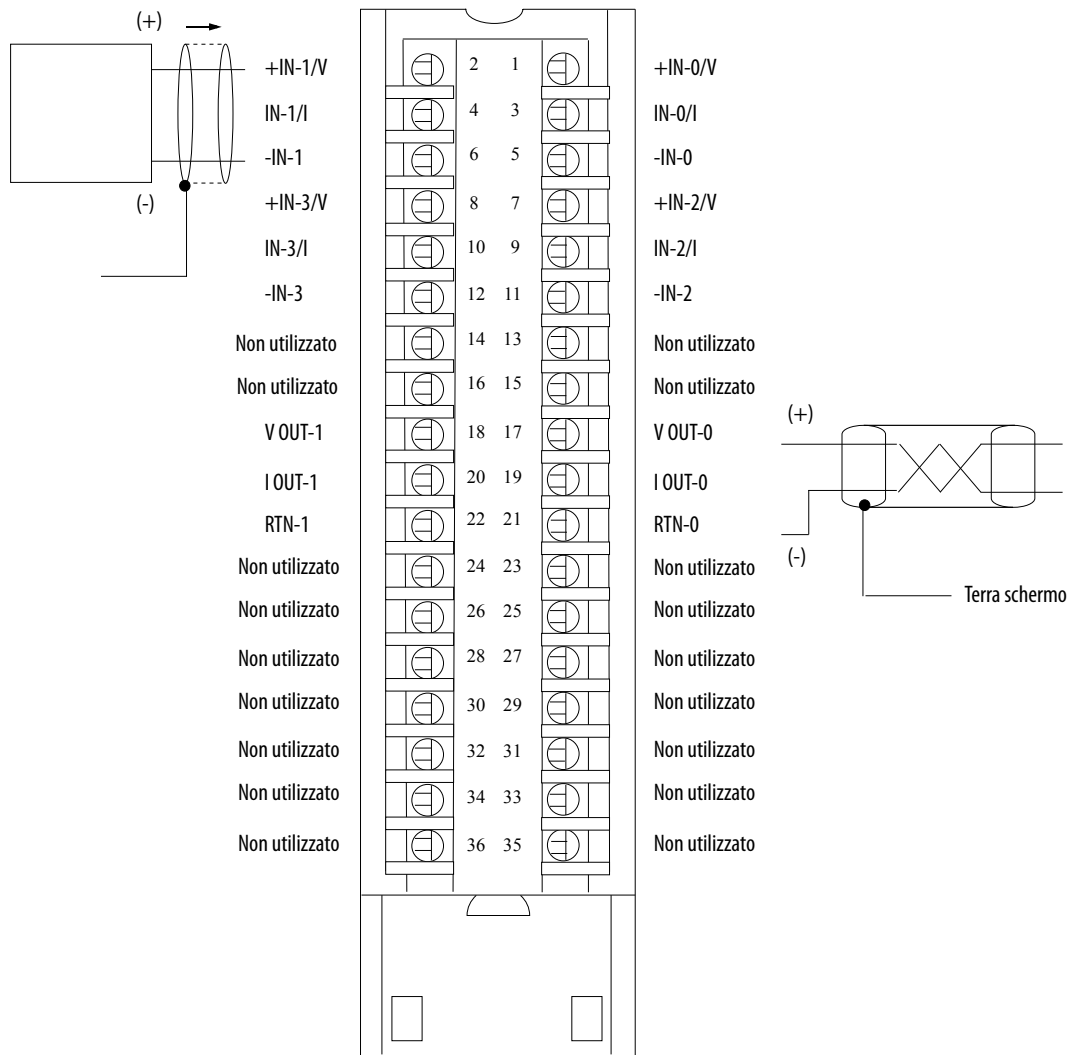 (+)
+IN-1/V 2 1 +IN-0/V
IN-1/I 4 3 IN-0/I
-IN-1 6 5 -IN-0
(-)
+IN-3/V 8 7 +IN-2/V
IN-3/I 10 9 IN-2/I
-IN-3 12 11 -IN-2
Non utilizzato 14 13 Non utilizzato
Non utilizzato 16 15 Non utilizzato
(+)
V OUT-1 18 17 V OUT-0
I OUT-1 20 19 I OUT-0
RTN-1 22 21 RTN-0
(-)
Non utilizzato 24 23 Non utilizzato
Terra schermo
Non utilizzato 26 25 Non utilizzato
Non utilizzato 28 27 Non utilizzato
Non utilizzato 30 29 Non utilizzato
Non utilizzato 32 31 Non utilizzato
Non utilizzato 34 33 Non utilizzato
Non utilizzato 36 35 Non utilizzato